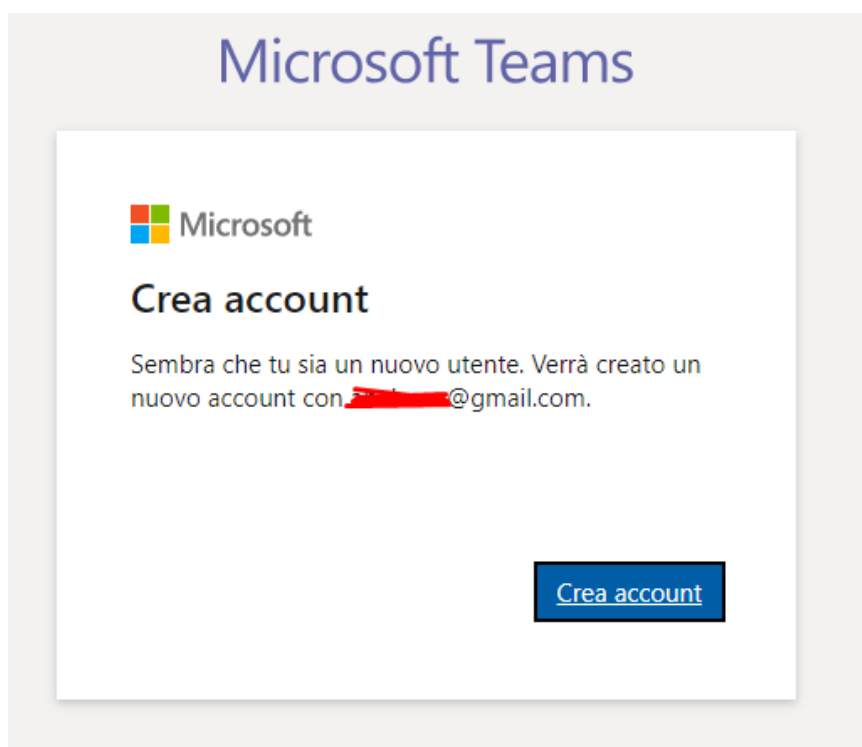 Microsoft Teams
Microsoft
Crea account
Sembra che tu sia un nuovo utente. Verrà creato un
nuovo account con @gmail.com.
Crea account